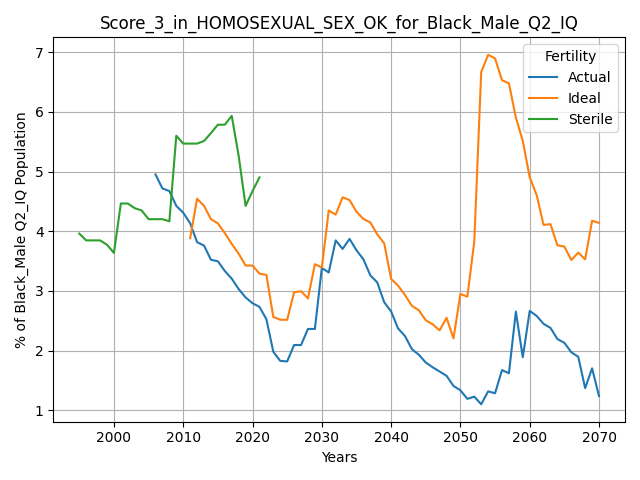 Score_3_in_HOMOSEXUAL_SEX_OK_for_Black_Male_Q2_IQ
Fertility
Actual
Ideal
Sterile
% of Black_Male Q2_IQ Population
7
6
5
4
3
2
1
2000 2010 2020 2030 2040 2050 2060 2070
Years